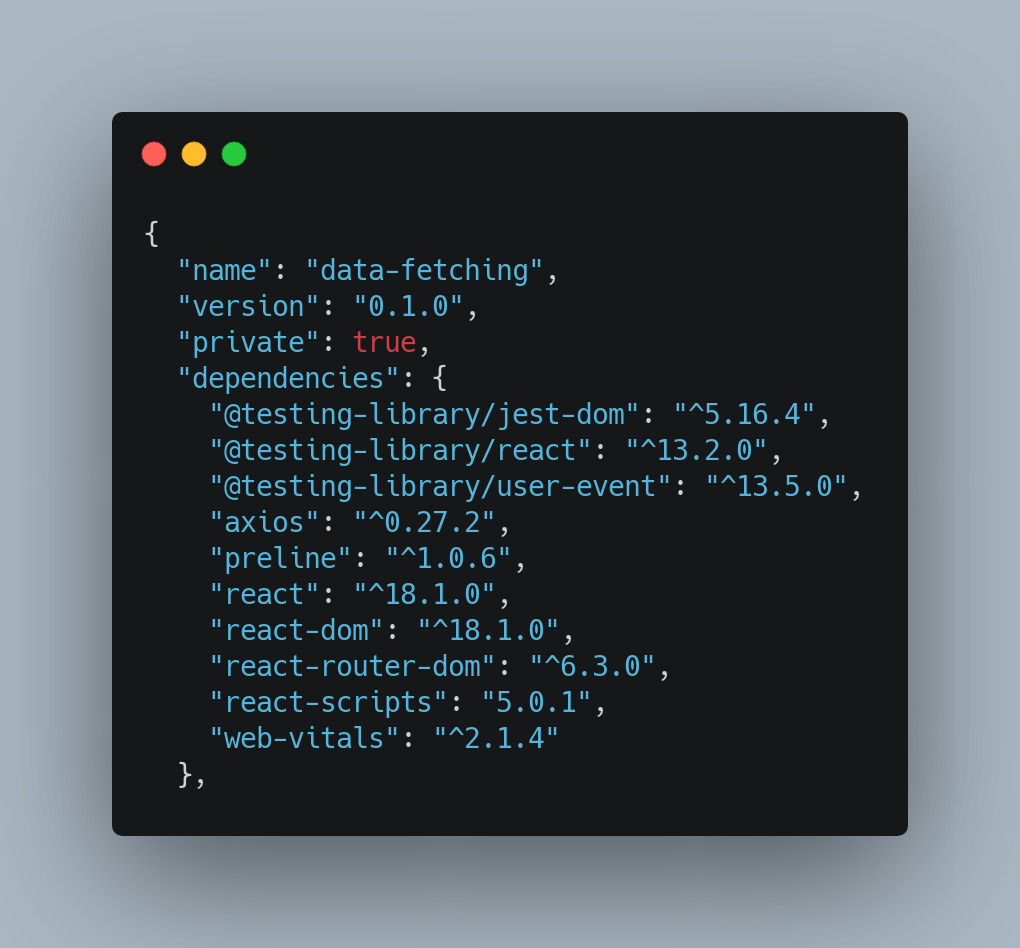 {
  "name": "data-fetching",
  "version": "0.1.0",
  "private": true,
  "dependencies": {
    "@testing-library/jest-dom": "^5.16.4",
    "@testing-library/react": "^13.2.0",
    "@testing-library/user-event": "^13.5.0",
    "axios": "^0.27.2",
    "preline": "^1.0.6",
    "react": "^18.1.0",
    "react-dom": "^18.1.0",
    "react-router-dom": "^6.3.0",
    "react-scripts": "5.0.1",
    "web-vitals": "^2.1.4"
  },